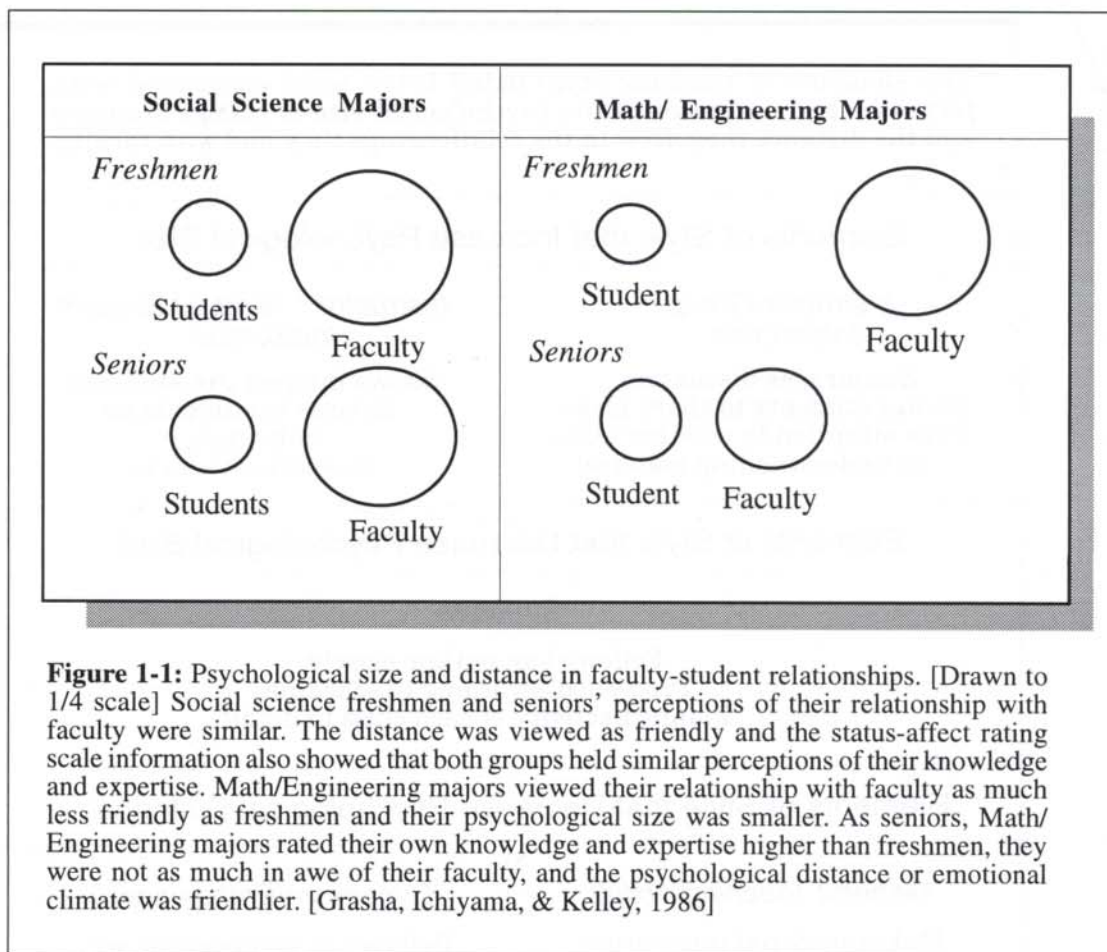 Social Science Majors
Math/ Engineering Majors
Freshmen
Students
Faculty
Seniors
Students
Faculty
Freshmen
Student
Faculty
Seniors
Student
Faculty
Figure 1-1: Psychological size and distance in faculty-student relationships. [Drawn to
1/4 scale] Social science freshmen and seniors' perceptions of their relationship with
faculty were similar. The distance was viewed as friendly and the status-affect rating
scale information also showed that both groups held similar perceptions of their knowledge
and expertise. Math/Engineering majors viewed their relationship with faculty as much
less friendly as freshmen and their psychological size was smaller. As seniors, Math/
Engineering majors rated their own knowledge and expertise higher than freshmen, they
were not as much in awe of their faculty, and the psychological distance or emotional
climate was friendlier. [Grasha, Ichiyama, & Kelley, 1986]